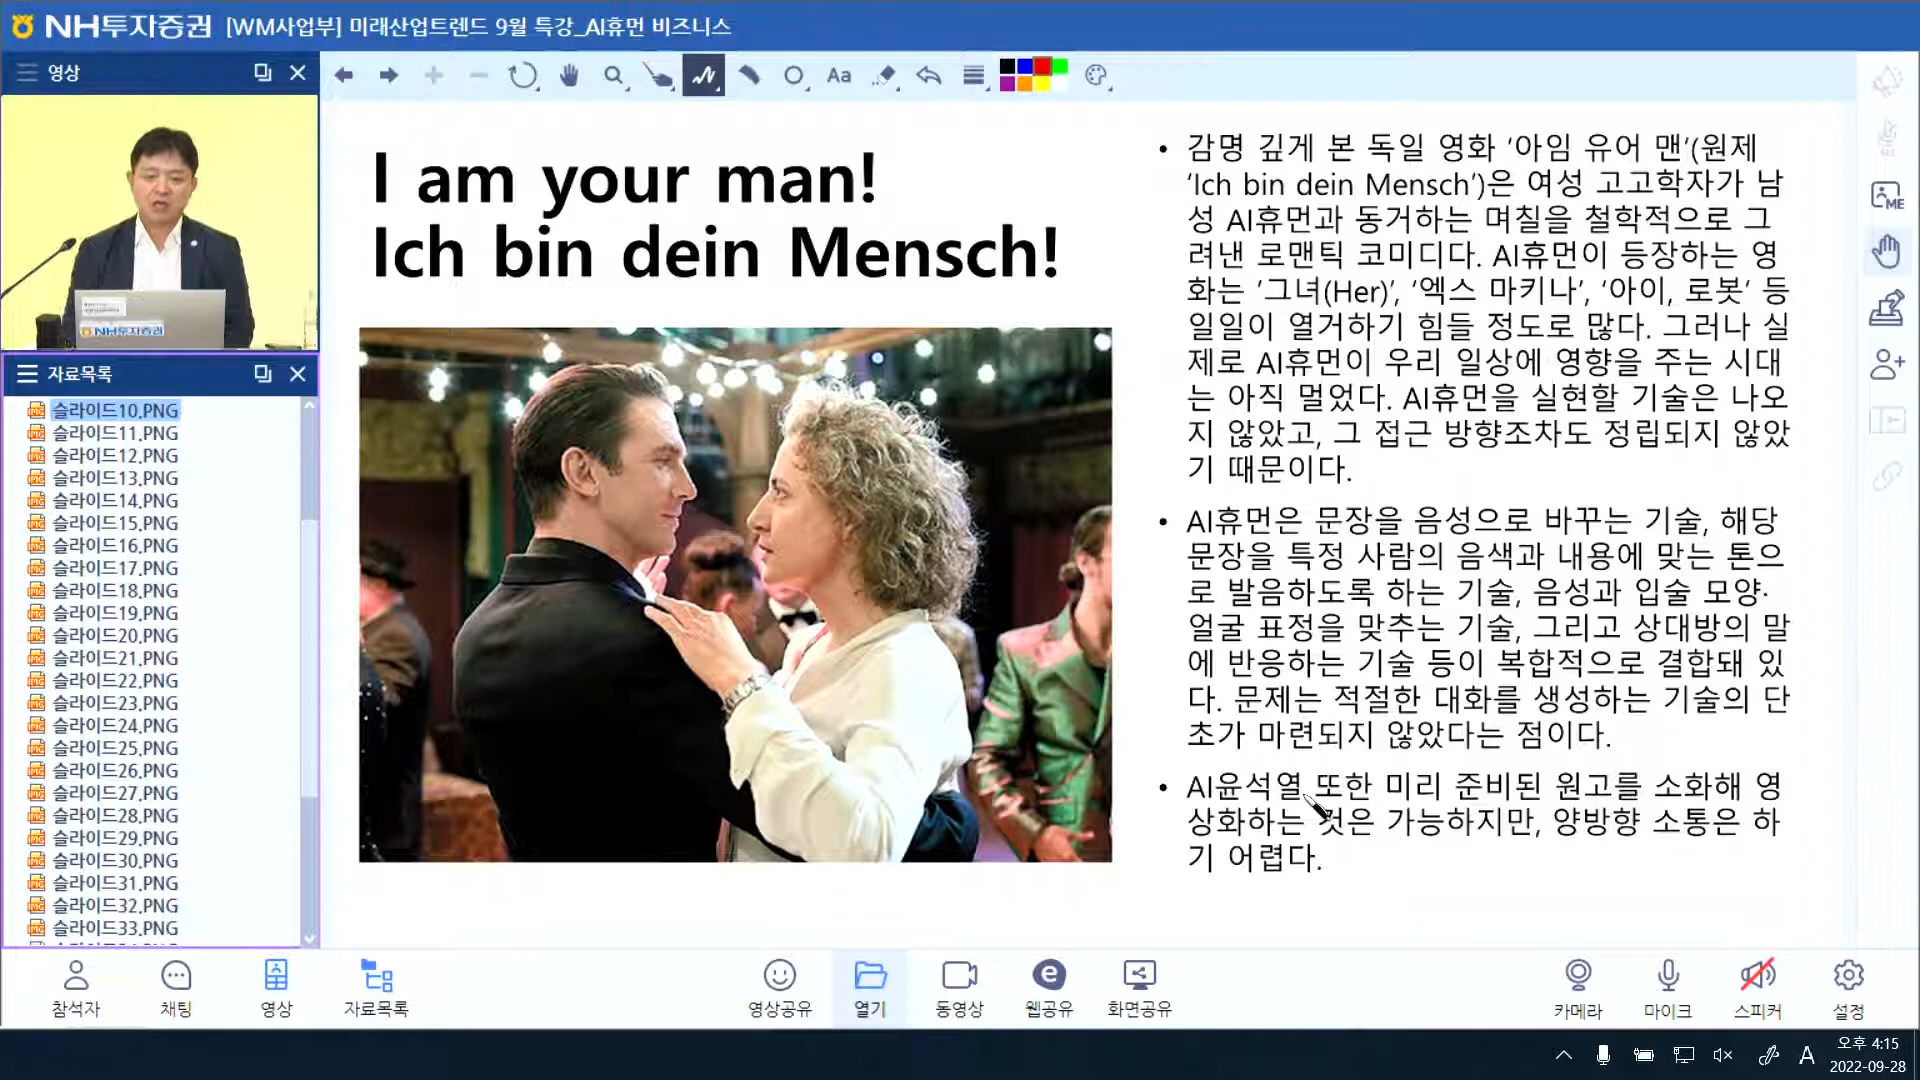 NH투자증권 [WM사업부] 미래산업트렌드 9월 특강_AI휴먼 비즈니스
영상
NH투자증권
자료목록
슬라이드10.PNG
슬라이드11.PNG
슬라이드12.PNG
슬라이드13.PNG
슬라이드14.PNG
슬라이드15.PNG
슬라이드16.PNG
슬라이드17.PNG
슬라이드18.PNG
슬라이드19.PNG
슬라이드20.PNG
슬라이드21.PNG
슬라이드22.PNG
슬라이드23.PNG
슬라이드24.PNG
슬라이드25.PNG
슬라이드26.PNG
슬라이드27.PNG
슬라이드28.PNG
슬라이드29.PNG
슬라이드30.PNG
슬라이드31.PNG
슬라이드32.PNG
슬라이드33.PNG
Aa
I am your man!
Ich bin dein Mensch!
• 감명 깊게 본 독일 영화 ‘아임 유어 맨’(원제
‘Ich bin dein Mensch’)은 여성 고고학자가 남
성 AI휴먼과 동거하는 며칠을 철학적으로 그
려낸 로맨틱 코미디다. AI휴먼이 등장하는 영
화는 ‘그녀(Her)’, ‘엑스 마키나’, ‘아이, 로봇’ 등
일일이 열거하기 힘들 정도로 많다. 그러나 실
제로 AI휴먼이 우리 일상에 영향을 주는 시대
는 아직 멀었다. AI휴먼을 실현할 기술은 나오
지 않았고, 그 접근 방향조차도 정립되지 않았
기 때문이다.
• AI휴먼은 문장을 음성으로 바꾸는 기술, 해당
문장을 특정 사람의 음색과 내용에 맞는 톤으
로 발음하도록 하는 기술, 음성과 입술 모양·
얼굴 표정을 맞추는 기술, 그리고 상대방의 말
에 반응하는 기술 등이 복합적으로 결합돼 있
다. 문제는 적절한 대화를 생성하는 기술의 단
초가 마련되지 않았다는 점이다.
• AI윤석열 또한 미리 준비된 원고를 소화해 영
상화하는 것은 가능하지만, 양방향 소통은 하
기 어렵다.
ME
참석자 채팅 영상 자료목록 영상공유 열기 동영상 웹공유 화면공유 카메라 마이크 스피커 설정
A 오후 4:15
2022-09-28